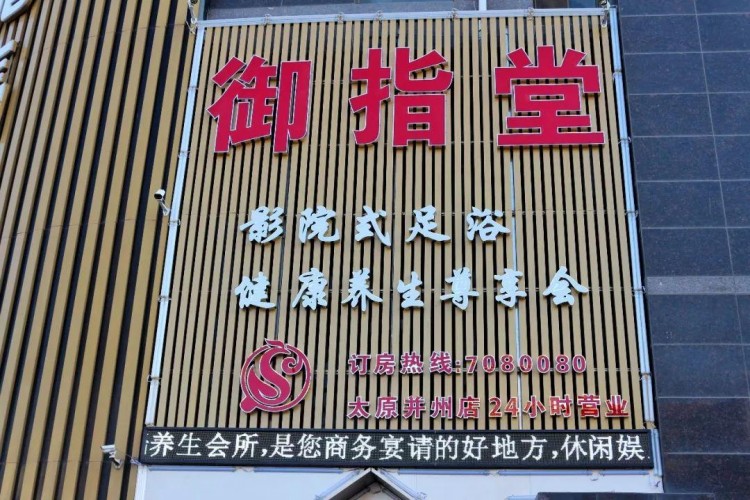 御指堂
影院式足浴
健康养生尊享会
订房热线:7080080
太原并州店24小时营业
养生会所,是您商务宴请的好地方,休闲娱